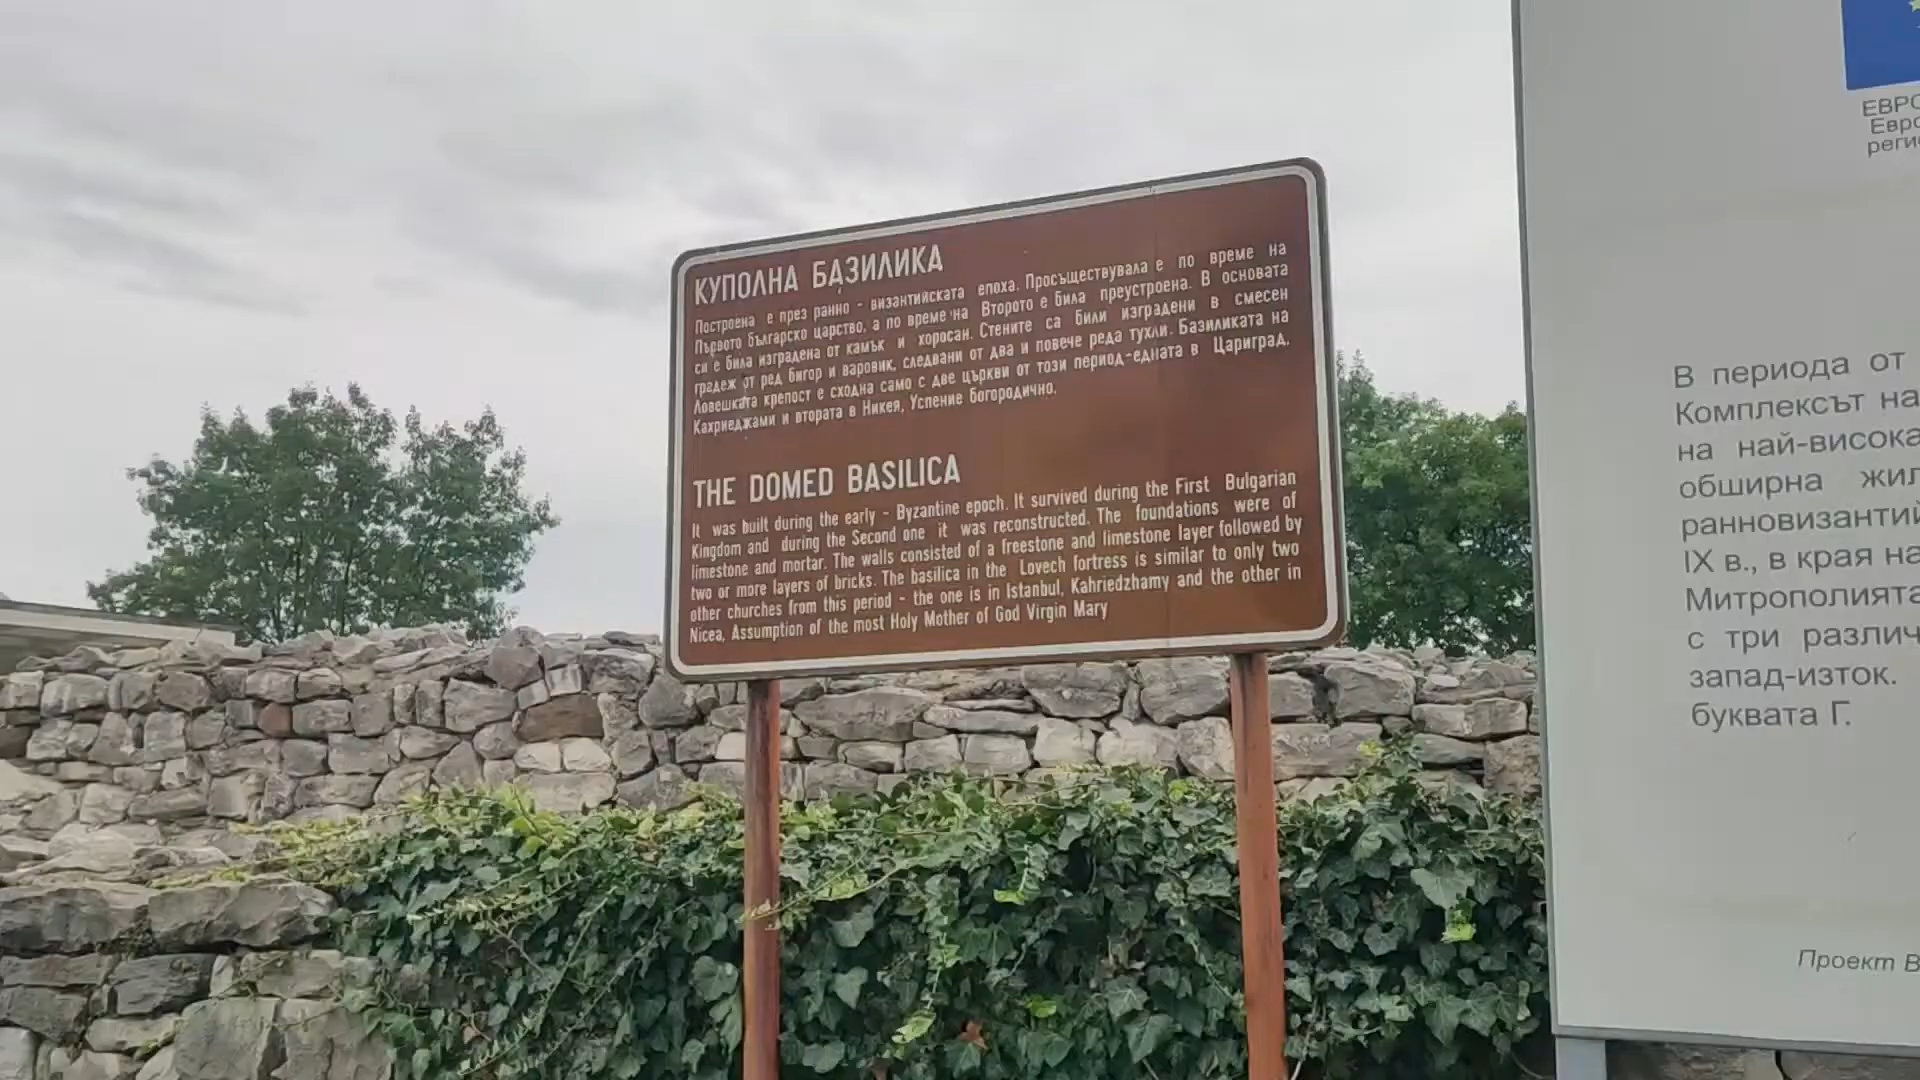 КУПОЛНА БАЗИЛИКА
Построена е през ранно - византийската епоха. Просъществувала е по време на
Първото българско царство, а по време на Второто е била преустроена. В основата
си е била изградена от камък и хоросан. Стените са били изградени в смесен
градеж от ред бигор и варовик, следвани от два и повече реда тухли. Базиликата на
Ловешката крепост е сходна само с две църкви от този период-едната в Цариград,
Кахриеджами и втората в Никея, Успение Богородично.
THE DOMED BASILICA
It was built during the early - Byzantine epoch. It survived during the First Bulgarian
Kingdom and during the Second one it was reconstructed. The foundations were of
limestone and mortar. The walls consisted of a freestone and limestone layer followed by
two or more layers of bricks. The basilica in the Lovech fortress is similar to only two
other churches from this period - the one is in Istanbul, Kahriedzhamy and the other in
Nicea, Assumption of the most Holy Mother of God Virgin Mary
В периода от
Комплексът на
на най-висока
обширна
IX в., в края на
с три
запад-изток.
буквата Г.
Проект